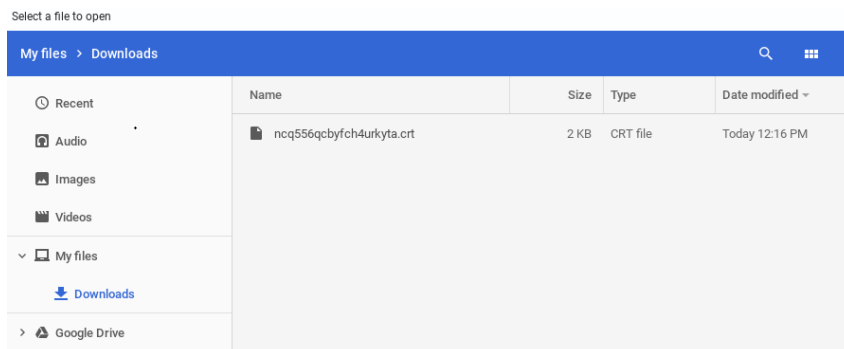 Select a file to open
My files > Downloads
Name Size Type Date modified
Recent
Audio
Images
Videos
My files
Downloads
Google Drive
ncq556qcbyfch4urkyta.crt 2 KB CRT file Today 12:16 PM